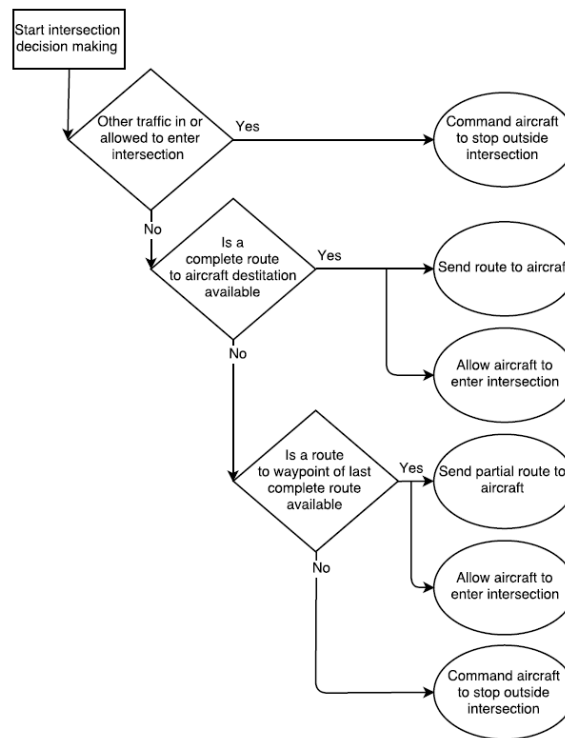 Start intersection
decision making
Other traffic in or
allowed to enter
intersection
Yes
Command aircraft
to stop outside
intersection
No
Is a
complete route
to aircraft destitation
available
Yes
Send route to aircraft
Allow aircraft to
enter intersection
No
Is a route
to waypoint of last
complete route
available
Yes
Send partial route to
aircraft
Allow aircraft to
enter intersection
No
Command aircraft
to stop outside
intersection